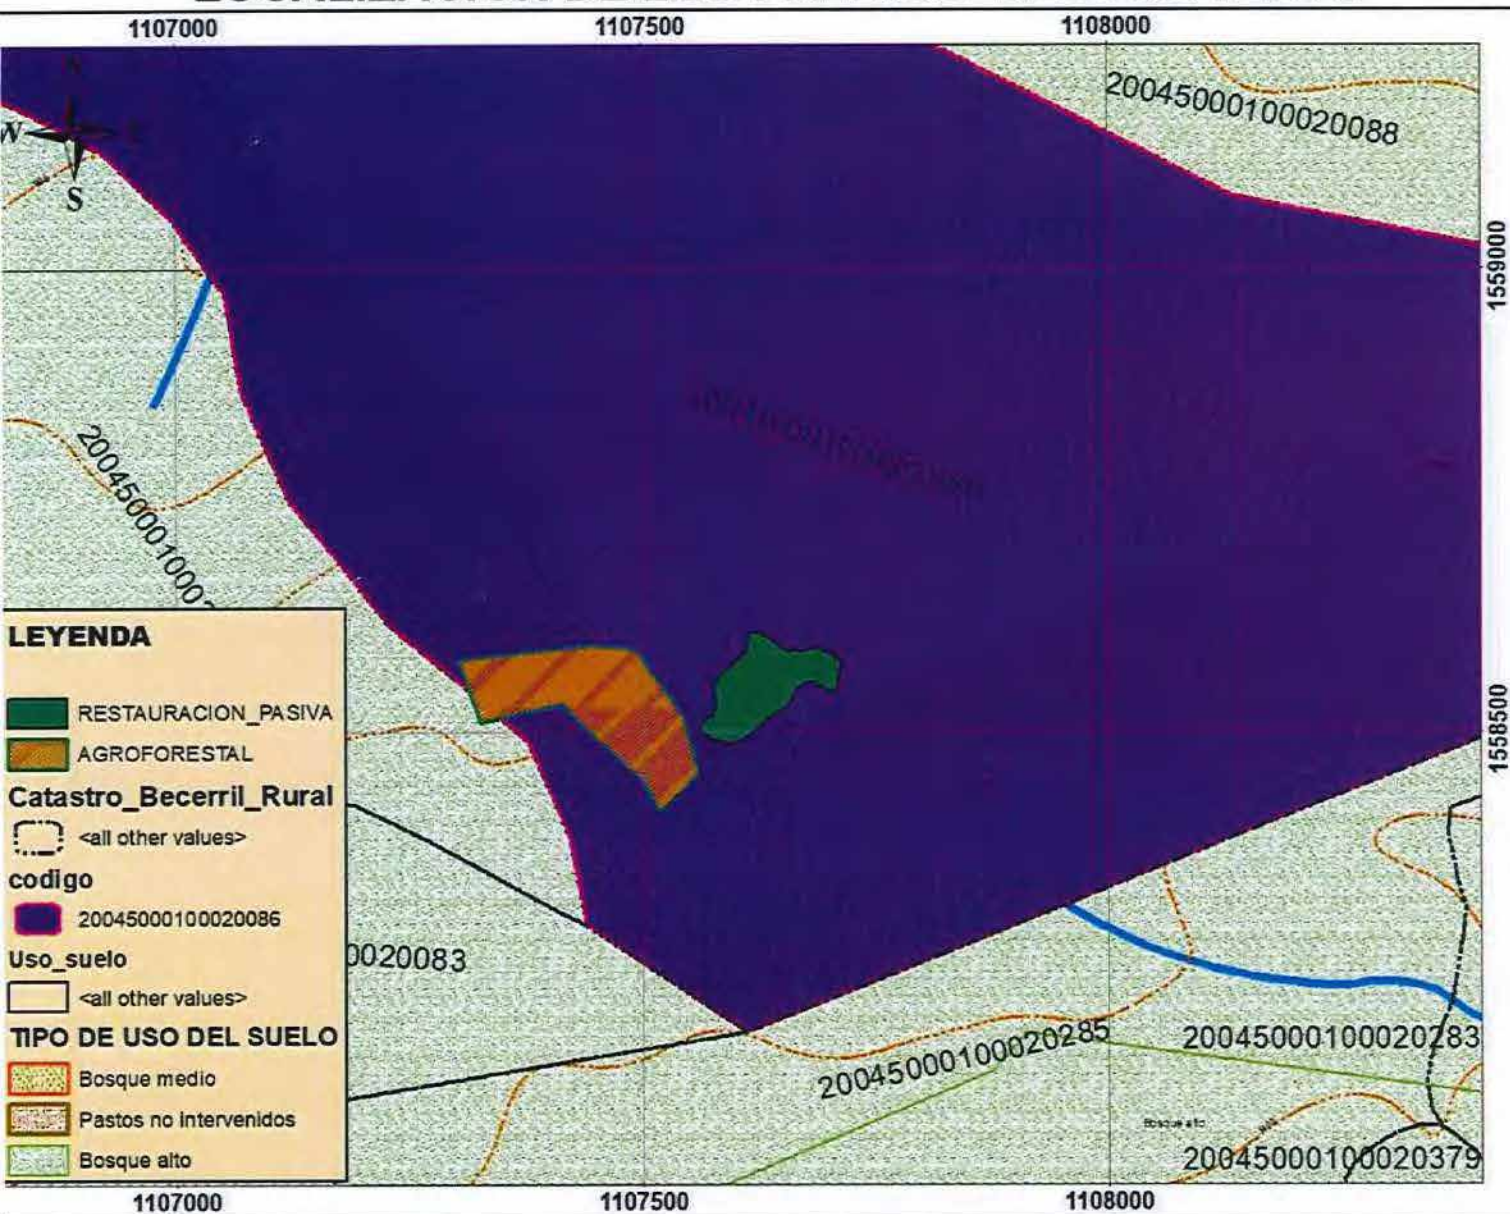 1107000
1107500
1108000
20045000100020088
W
S
1559000
LEYENDA
RESTAURACION_PASIVA
AGROFORESTAL
Catastro_Becerril_Rural
<all other values>
codigo
20045000100020086
Uso_suelo
<all other values>
TIPO DE USO DEL SUELO
Bosque medio
Pastos no intervenidos
Bosque alto
1558500
0020083
20045000100020285
20045000100020283
Bosque alto
20045000100020379
1107000
1107500
1108000